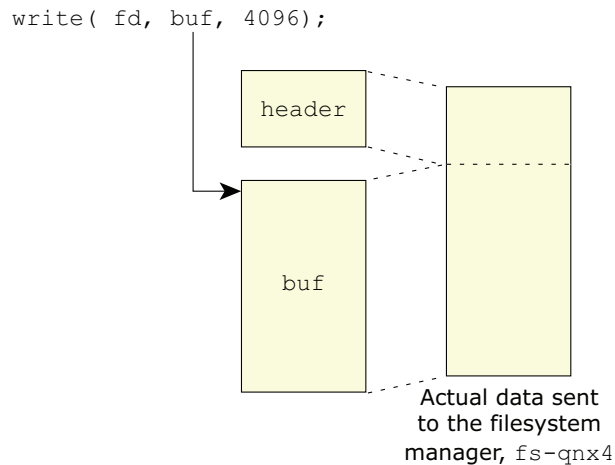 write( fd, buf, 4096);
header
buf
Actual data sent
to the filesystem
manager, fs-qnx4